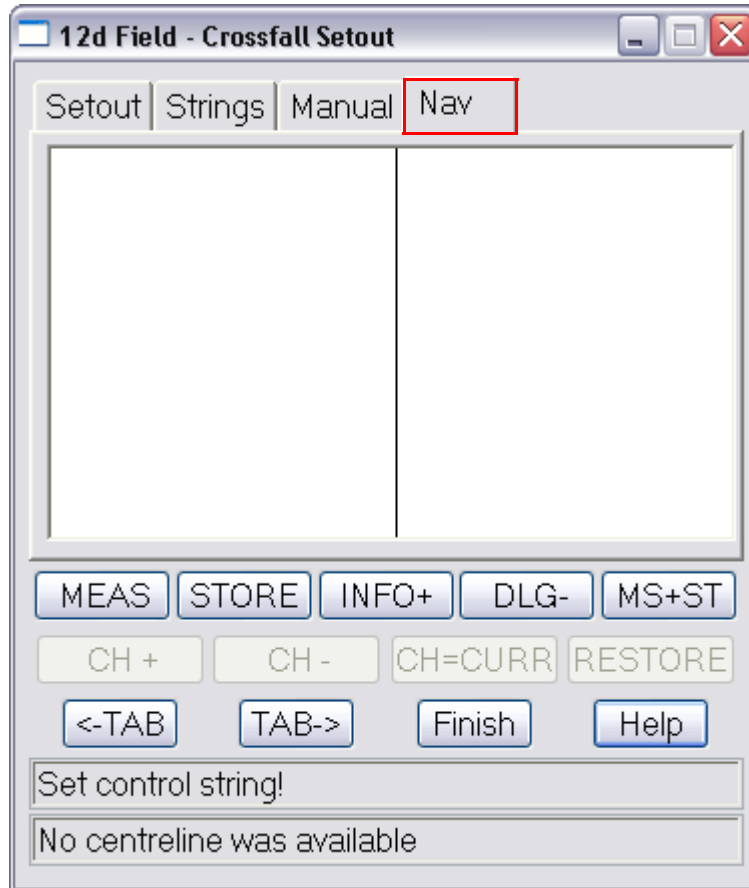 12d Field - Crossfall Setout
Setout Strings Manual Nav
MEAS STORE INFO+ DLG- MS+ST
CH + CH - CH=CURR RESTORE
<-TAB TAB-> Finish Help
Set control string!
No centreline was available